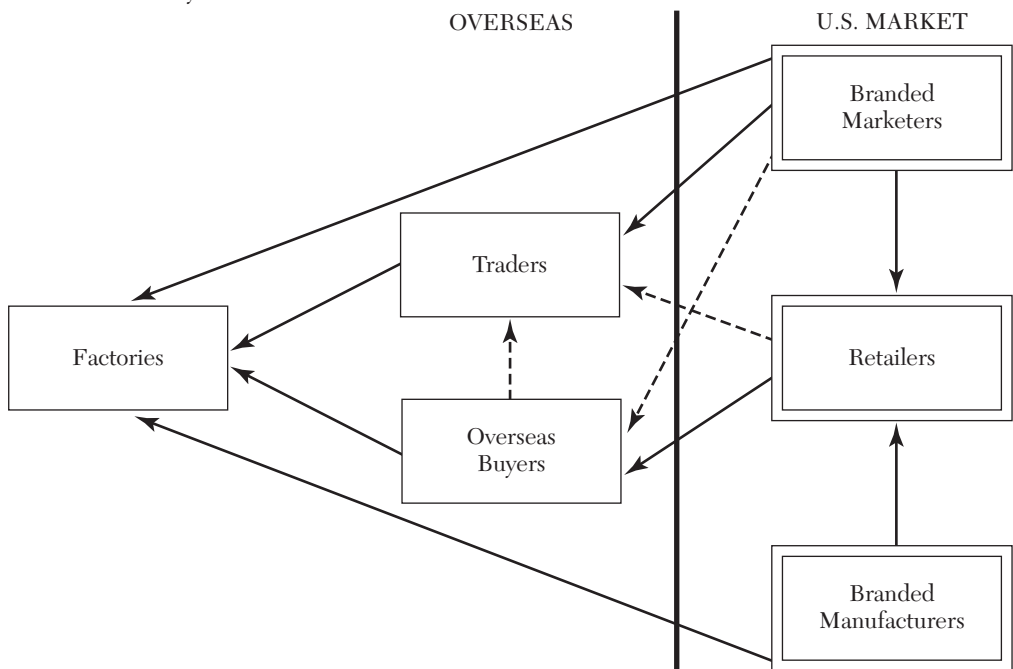 OVERSEAS
U.S. MARKET
Branded
Marketers
Traders
Factories
Retailers
Overseas
Buyers
Branded
Manufacturers